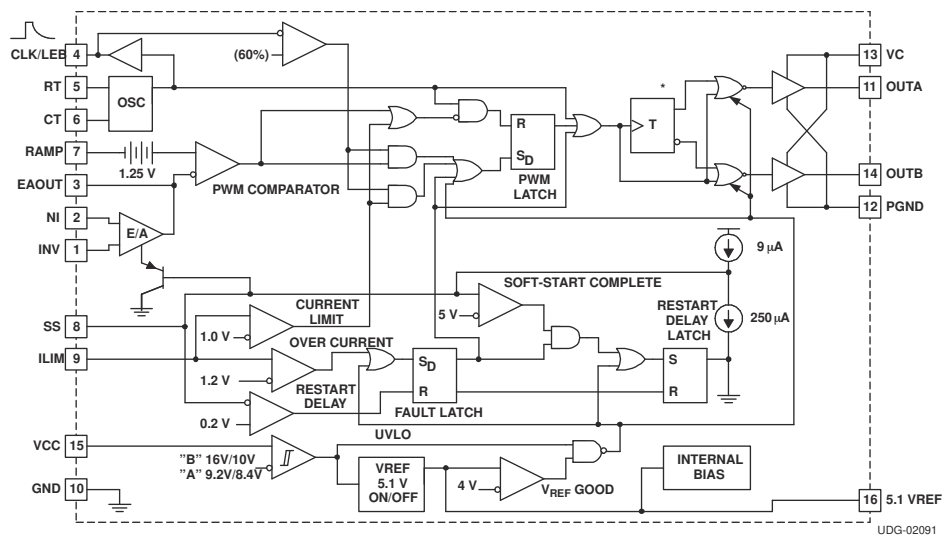 CLK/LEB 4
(60%)
13 VC
RT 5
OSC
11 OUTA
*
CT 6
R
T
RAMP 7
SD
1.25 V
PWM COMPARATOR
PWM
LATCH
EAOUT 3
14 OUTB
NI 2
12 PGND
E/A
INV 1
9 µA
SOFT-START COMPLETE
SS 8
CURRENT
LIMIT
5 V
RESTART
DELAY
LATCH
250 µA
1.0 V
OVER CURRENT
ILIM 9
SD
S
1.2 V
RESTART
DELAY
R
R
FAULT LATCH
0.2 V
UVLO
VCC 15
"B" 16V/10V
"A" 9.2V/8.4V
VREF
5.1 V
ON/OFF
INTERNAL
BIAS
4 V
VREF GOOD
GND 10
16 5.1 VREF
UDG-02091